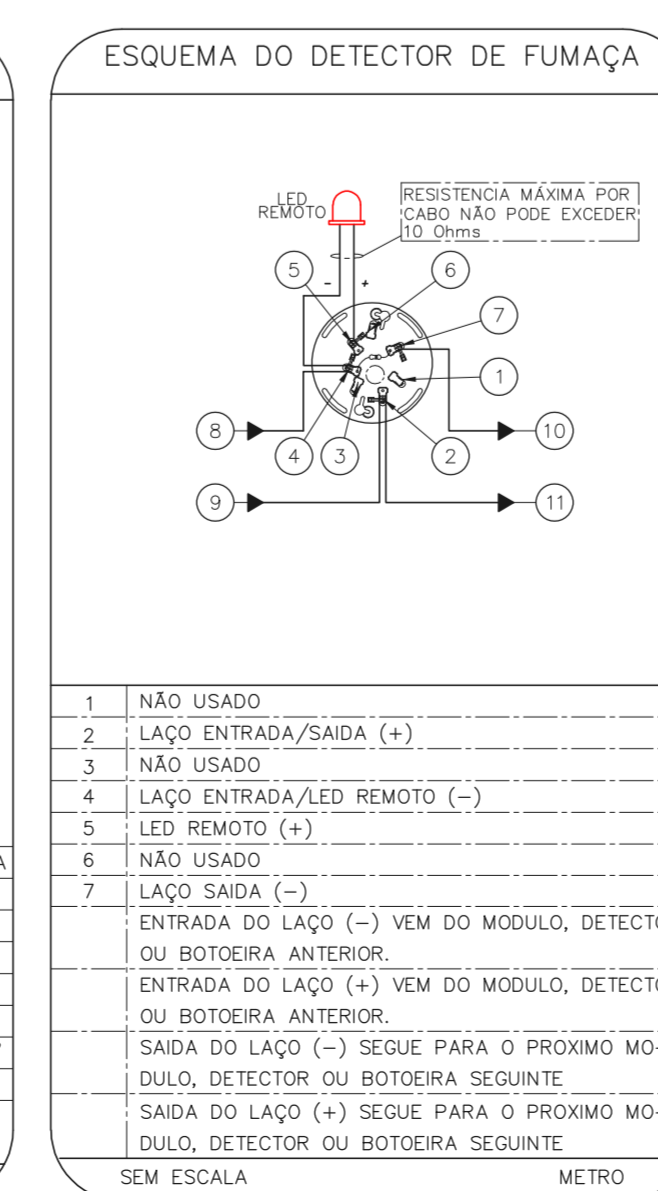 ESQUEMA DO DETECTOR DE FUMAÇA
LED
REMOTO
RESISTENCIA MÁXIMA POR
CABO NÃO PODE EXCEDER
10 Ohms
5
6
- +
7
1
8
10
4
3
2
9
11
1 NÃO USADO
2 LAÇO ENTRADA/SAIDA (+)
3 NÃO USADO
4 LAÇO ENTRADA/LED REMOTO (-)
5 LED REMOTO (+)
A
6 NÃO USADO
7 LAÇO SAIDA (-)
ENTRADA DO LAÇO (-) VEM DO MODULO, DETECTO
OU BOTOEIRA ANTERIOR.
ENTRADA DO LAÇO (+) VEM DO MODULO, DETECTO
OU BOTOEIRA ANTERIOR.
SAIDA DO LAÇO (-) SEGUE PARA O PROXIMO MO-
DULO, DETECTOR OU BOTOEIRA SEGUINTE
SAIDA DO LAÇO (+) SEGUE PARA O PROXIMO MO-
DULO, DETECTOR OU BOTOEIRA SEGUINTE
SEM ESCALA METRO